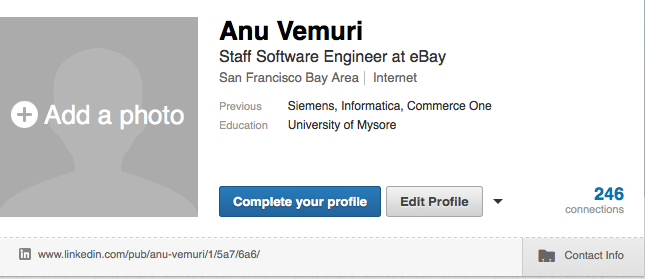 Anu Vemuri
Staff Software Engineer at eBay
San Francisco Bay Area | Internet
Previous Siemens, Informatica, Commerce One
Education University of Mysore
Add a photo
Complete your profile Edit Profile
246
connections
in www.linkedin.com/pub/anu-vemuri/1/5a7/6a6/ Contact Info